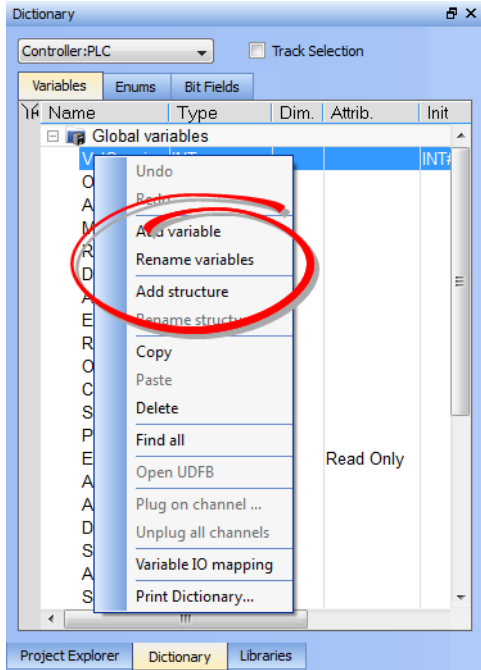 Dictionary
Controller:PLC Track Selection
Variables Enums Bit Fields
Name Type Dim. Attrib. Init
Global variables
INT#
Undo
Redo
Add variable
Rename variables
Add structure
Rename structure
Copy
Paste
Delete
Find all
Open UDFB
Read Only
Plug on channel ...
Unplug all channels
Variable IO mapping
Print Dictionary...
Project Explorer Dictionary Libraries